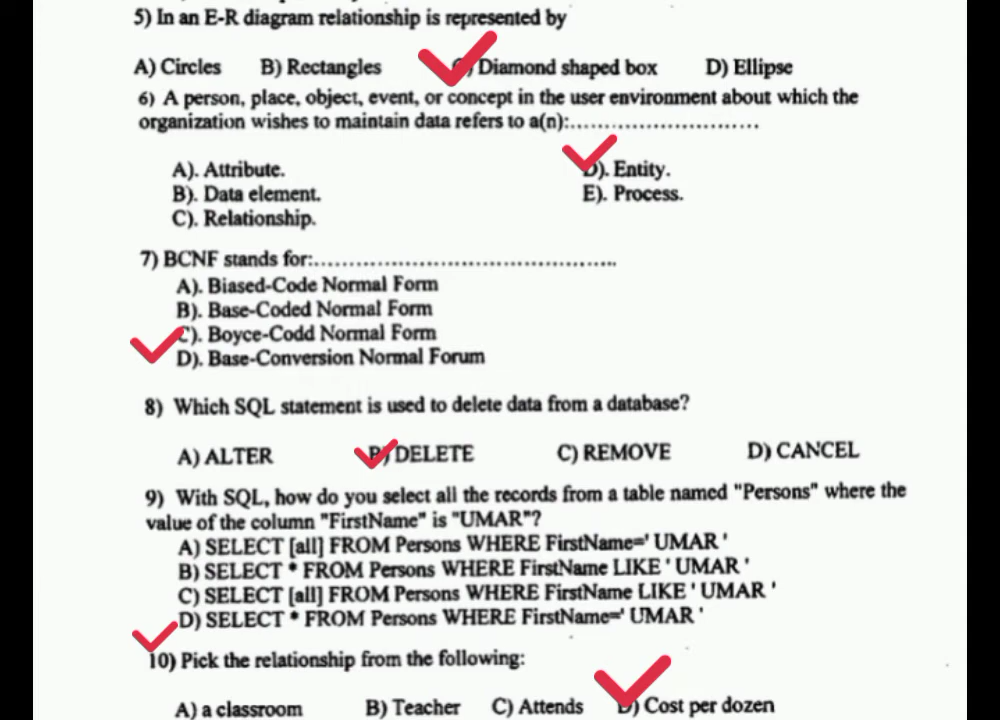 5) In an E-R diagram relationship is represented by
A) Circles B) Rectangles C) Diamond shaped box D) Ellipse
6) A person, place, object, event, or concept in the user environment about which the
organization wishes to maintain data refers to a(n):...........................
A). Attribute. D). Entity.
B). Data element. E). Process.
C). Relationship.
7) BCNF stands for:.........................................
A). Biased-Code Normal Form
B). Base-Coded Normal Form
C). Boyce-Codd Normal Form
D). Base-Conversion Normal Forum
8) Which SQL statement is used to delete data from a database?
A) ALTER B) DELETE C) REMOVE D) CANCEL
9) With SQL, how do you select all the records from a table named "Persons" where the
value of the column "FirstName" is "UMAR"?
A) SELECT [all] FROM Persons WHERE FirstName=' UMAR '
B) SELECT * FROM Persons WHERE FirstName LIKE ' UMAR '
C) SELECT [all] FROM Persons WHERE FirstName LIKE ' UMAR '
D) SELECT * FROM Persons WHERE FirstName=' UMAR '
10) Pick the relationship from the following:
A) a classroom B) Teacher C) Attends D) Cost per dozen